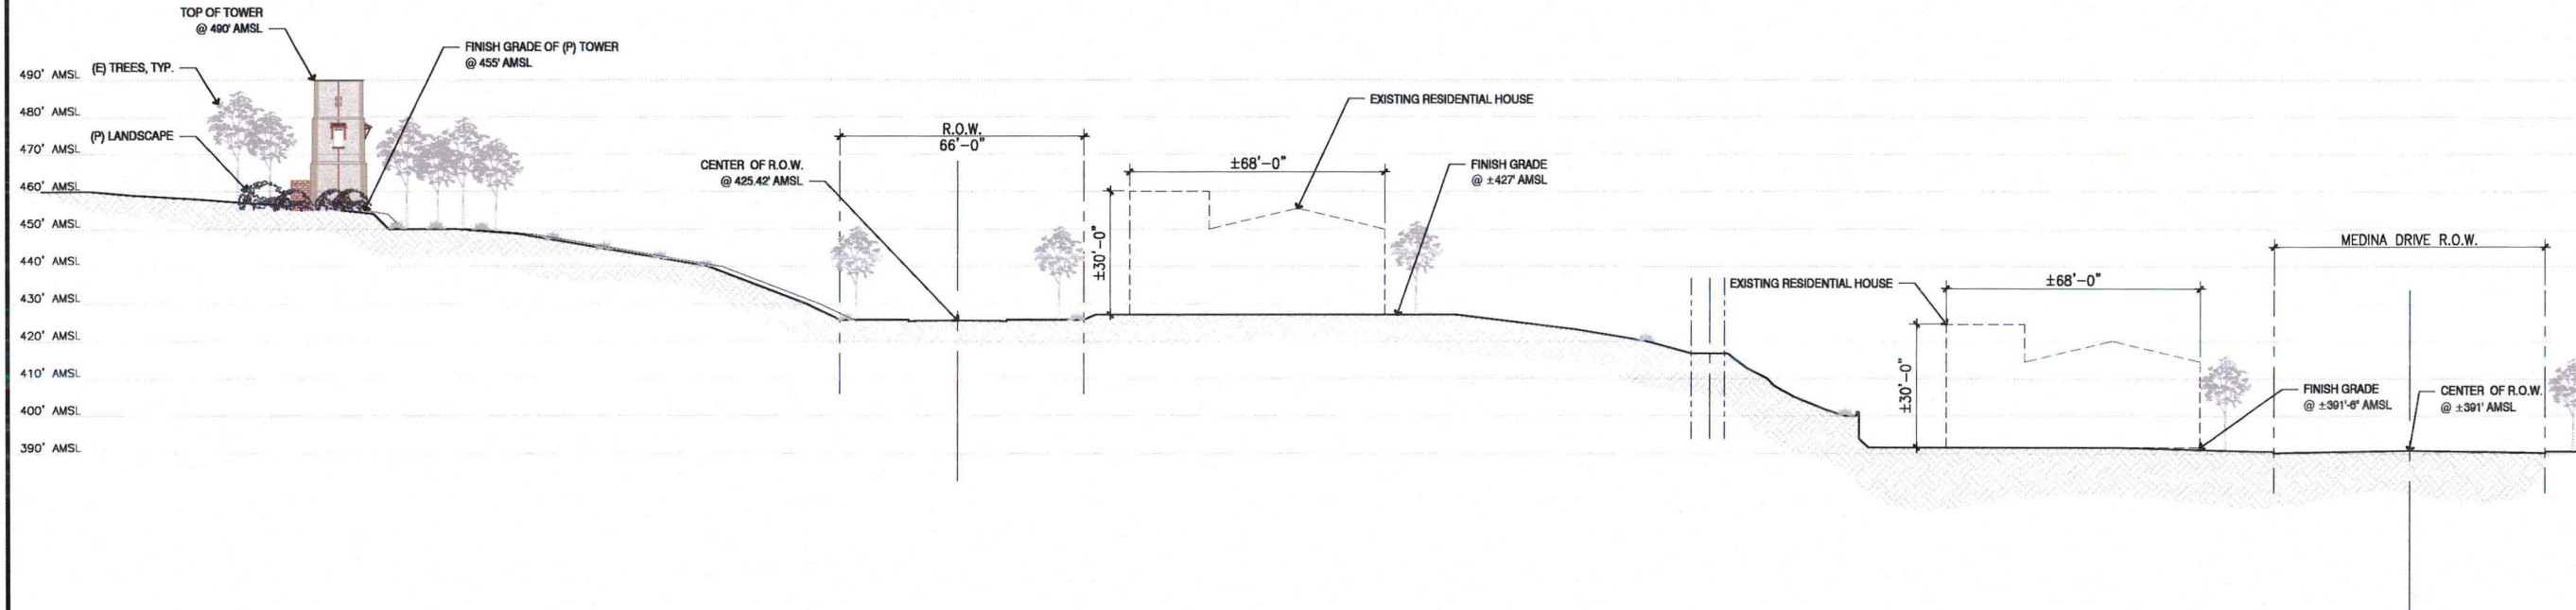 TOP OF TOWER
@ 490' AMSL
FINISH GRADE OF (P) TOWER
@ 455' AMSL
(E) TREES, TYP.
(P) LANDSCAPE
490' AMSL
480' AMSL
470' AMSL
460' AMSL
450' AMSL
440' AMSL
430' AMSL
420' AMSL
410' AMSL
400' AMSL
390' AMSL
R.O.W.
66'-0"
CENTER OF R.O.W.
@ 425.42' AMSL
EXISTING RESIDENTIAL HOUSE
±68'-0"
±30'-0"
FINISH GRADE
@ ±427' AMSL
EXISTING RESIDENTIAL HOUSE
±68'-0"
±30'-0"
MEDINA DRIVE R.O.W.
FINISH GRADE
@ ±391'-6" AMSL
CENTER OF R.O.W.
@ ±391' AMSL